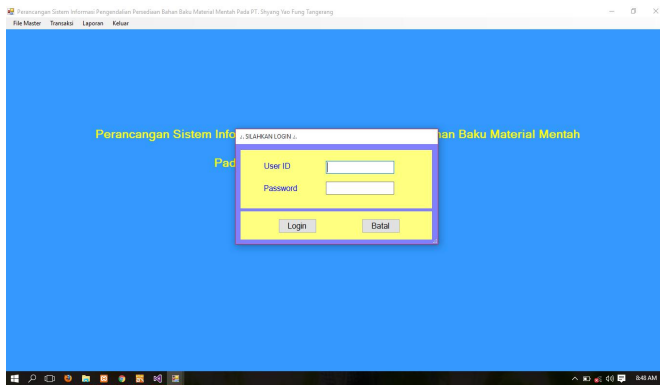 Perancangan Sistem Informasi Pengendalian Persediaan Bahan Baku Material Mentah Pada PT. Shyang Yao Fung Tangerang
File Master Transaksi Laporan Keluar
Perancangan Sistem Info
han Baku Material Mentah
Pad
.:. SILAHKAN LOGIN .:.
User ID
Password
Login Batal
8:48 AM